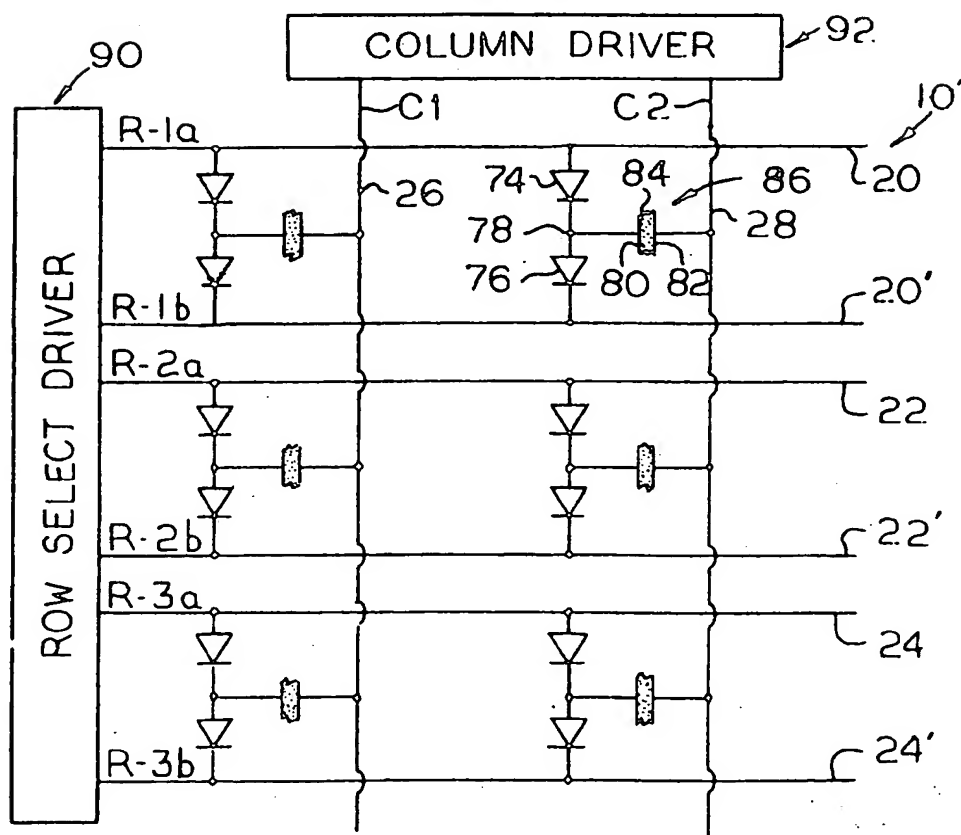 90
COLUMN DRIVER
92
C1
C2
10'
R-1a
20
26
74
84
86
78
28
80
82
76
R-1b
20'
R-2a
22
ROW SELECT DRIVER
R-2b
22'
R-3a
24
R-3b
24'